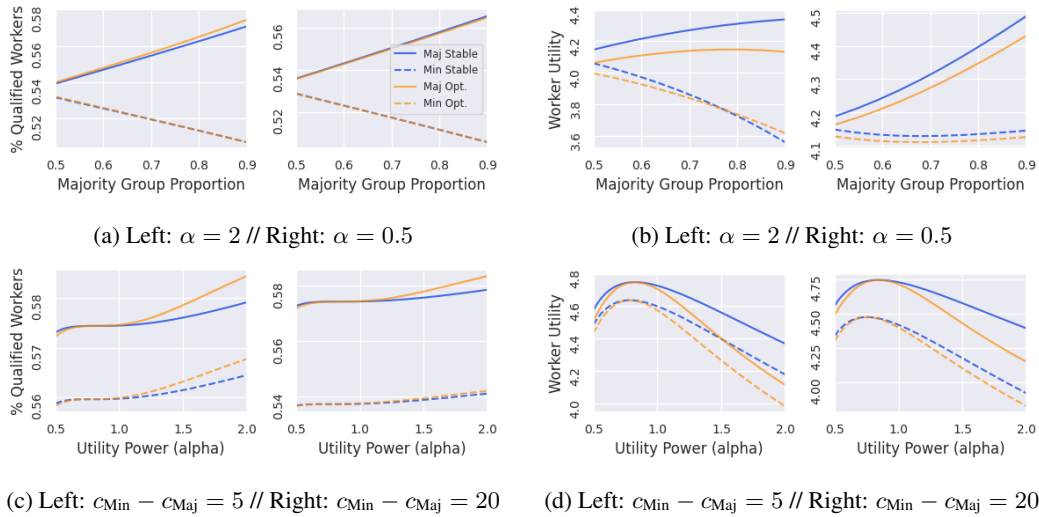 % Qualified Workers
0.58
0.56
0.54
0.52
0.5 0.6 0.7 0.8 0.9
Majority Group Proportion
0.58
0.56
0.54
0.52
Maj Stable
Min Stable
Maj Opt.
Min Opt.
0.5 0.6 0.7 0.8 0.9
Majority Group Proportion
(a) Left: α = 2 // Right: α = 0.5
Worker Utility
4.4
4.2
4.0
3.8
3.6
0.5 0.6 0.7 0.8 0.9
Majority Group Proportion
4.5
4.4
4.3
4.2
4.1
0.5 0.6 0.7 0.8 0.9
Majority Group Proportion
(b) Left: α = 2 // Right: α = 0.5
% Qualified Workers
0.58
0.57
0.56
0.5 1.0 1.5 2.0
Utility Power (alpha)
0.58
0.56
0.54
0.5 1.0 1.5 2.0
Utility Power (alpha)
(c) Left: cMin − cMaj = 5 // Right: cMin − cMaj = 20
Worker Utility
4.8
4.6
4.4
4.2
4.0
0.5 1.0 1.5 2.0
Utility Power (alpha)
4.75
4.50
4.25
4.00
0.5 1.0 1.5 2.0
Utility Power (alpha)
(d) Left: cMin − cMaj = 5 // Right: cMin − cMaj = 20